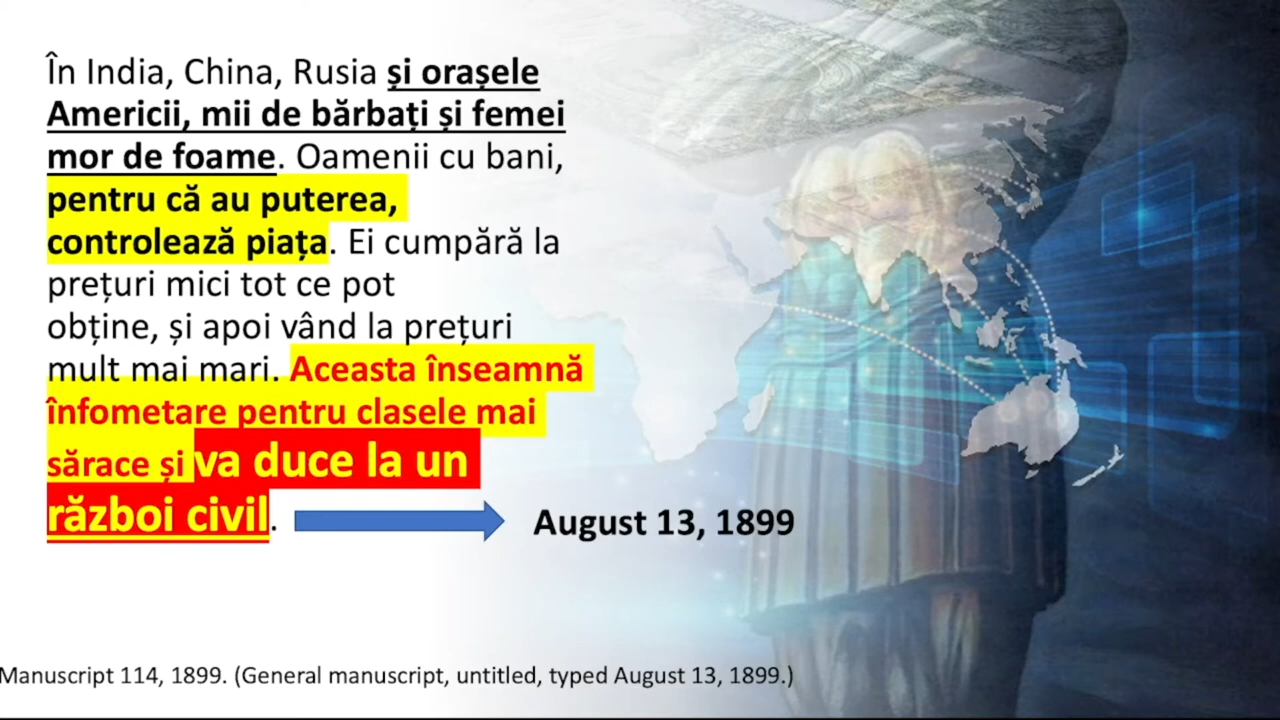 În India, China, Rusia și orașele
Americii, mii de bărbați și femei
mor de foame. Oamenii cu bani,
pentru că au puterea,
controlează piața. Ei cumpără la
prețuri mici tot ce pot
obține, și apoi vând la prețuri
mult mai mari. Aceasta înseamnă
înfometare pentru clasele mai
sărace și va duce la un
război civil.
August 13, 1899
Manuscript 114, 1899. (General manuscript, untitled, typed August 13, 1899.)